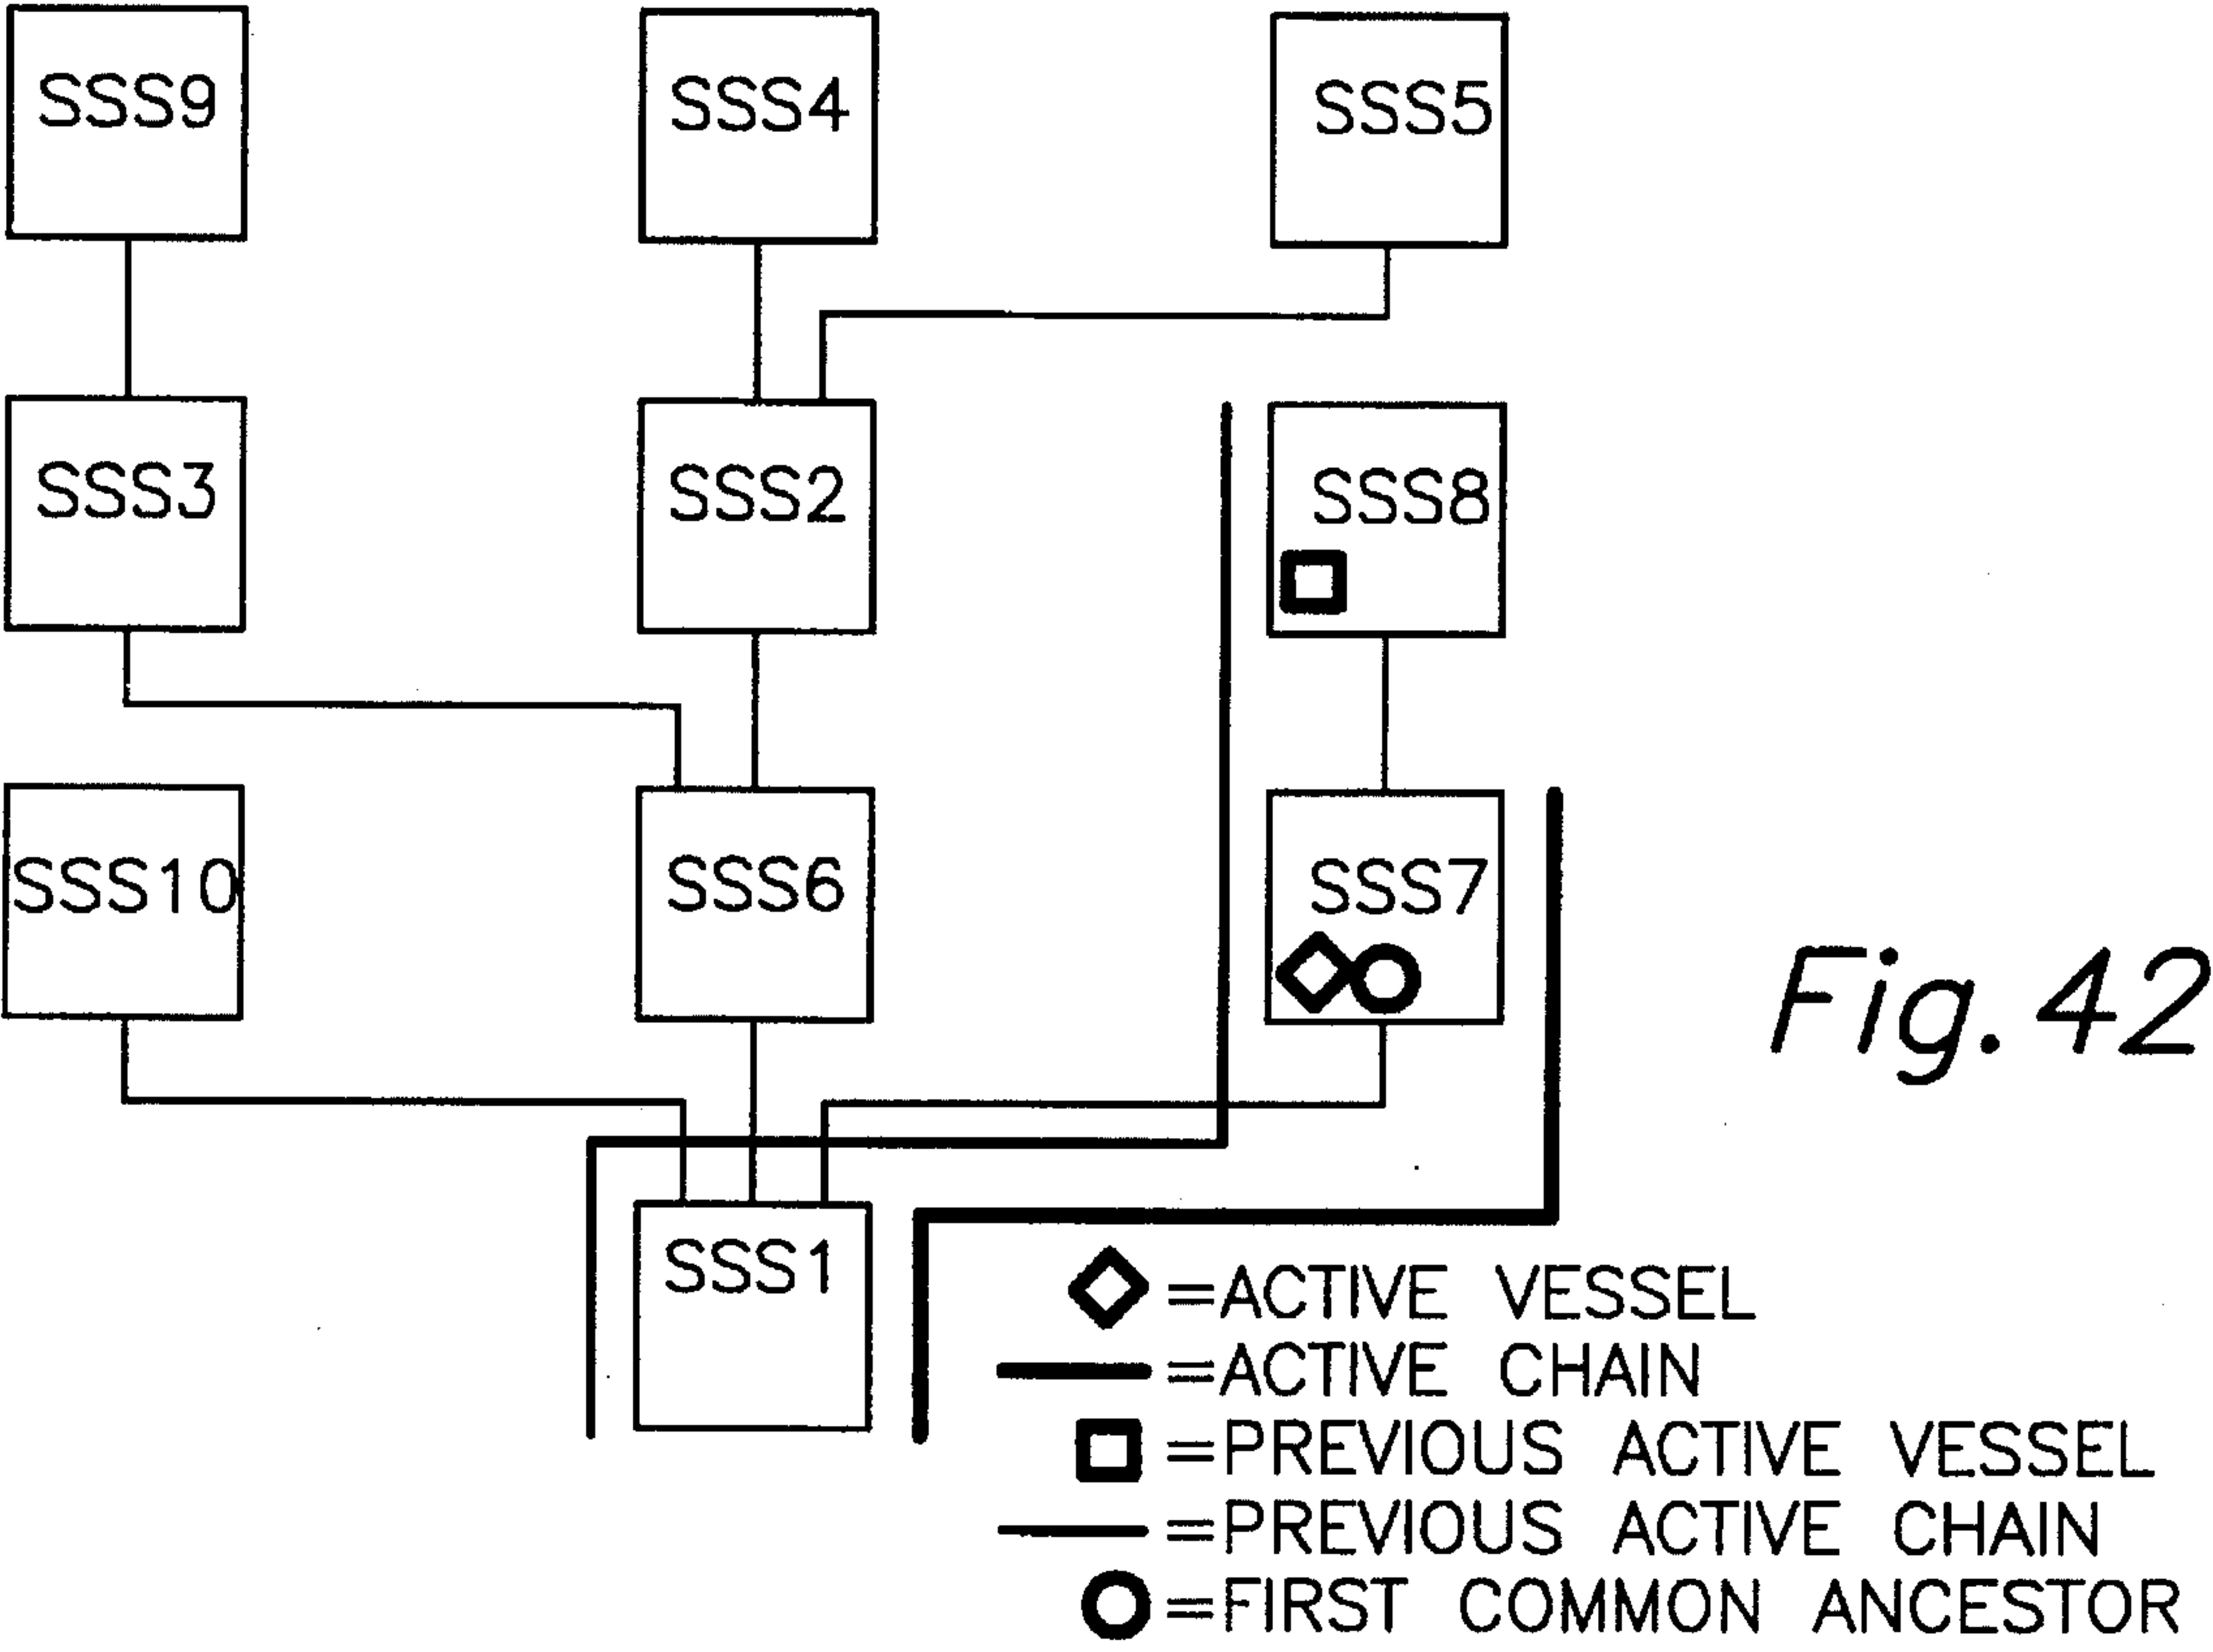 SSS9
SSS4
SSS5
SSS3
SSS2
SSS8
SSS10
SSS6
SSS7
Fig. 42
SSS1
=ACTIVE VESSEL
=ACTIVE CHAIN
=PREVIOUS ACTIVE VESSEL
=PREVIOUS ACTIVE CHAIN
=FIRST COMMON ANCESTOR